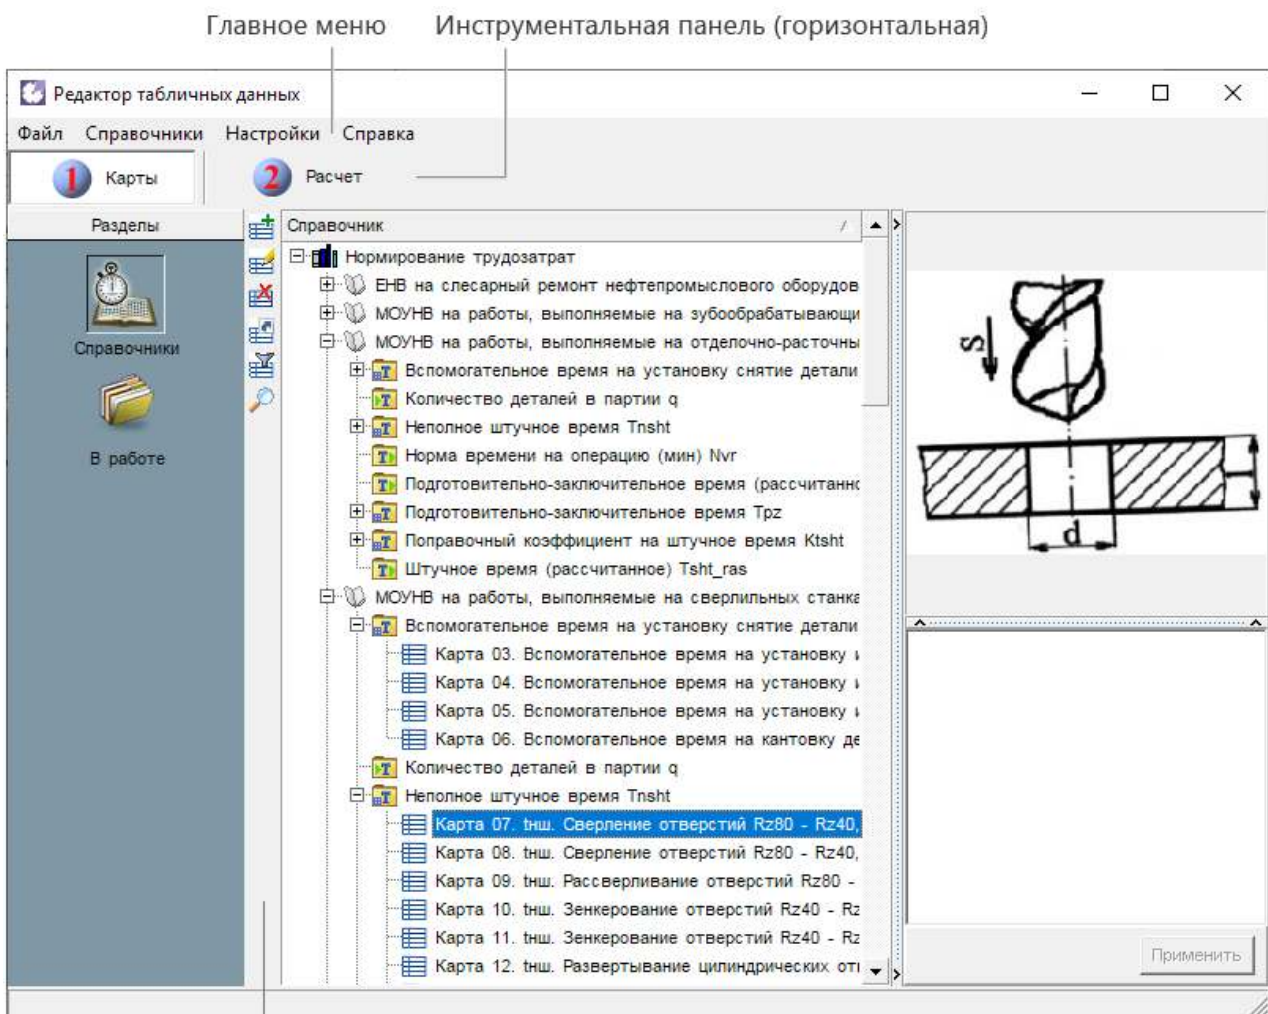 Главное меню Инструментальная панель (горизонтальная)
Редактор табличных данных
Файл Справочники Настройки Справка
1 Карты 2 Расчет
Разделы
Справочники
В работе
Справочник
Нормирование трудозатрат
ЕНВ на слесарный ремонт нефтепромыслового оборудов
МОУНВ на работы, выполняемые на зубообрабатывающи
МОУНВ на работы, выполняемые на отделочно-расточны
Вспомогательное время на установку снятие детали
Количество деталей в партии q
Неполное штучное время Tnsht
Норма времени на операцию (мин) Nvr
Подготовительно-заключительное время (рассчитанно
Подготовительно-заключительное время Tpz
Поправочный коэффициент на штучное время Ktsht
Штучное время (рассчитанное) Tsht_ras
МОУНВ на работы, выполняемые на сверлильных станка
Вспомогательное время на установку снятие детали
Карта 03. Вспомогательное время на установку и
Карта 04. Вспомогательное время на установку и
Карта 05. Вспомогательное время на установку и
Карта 06. Вспомогательное время на кантовку де
Количество деталей в партии q
Неполное штучное время Tnsht
Карта 07. tнш. Сверление отверстий Rz80 - Rz40,
Карта 08. tнш. Сверление отверстий Rz80 - Rz40,
Карта 09. tнш. Рассверливание отверстий Rz80 -
Карта 10. tнш. Зенкерование отверстий Rz40 - Rz
Карта 11. tнш. Зенкерование отверстий Rz40 - Rz
Карта 12. tнш. Развертывание цилиндрических отв
S
l
d
Применить